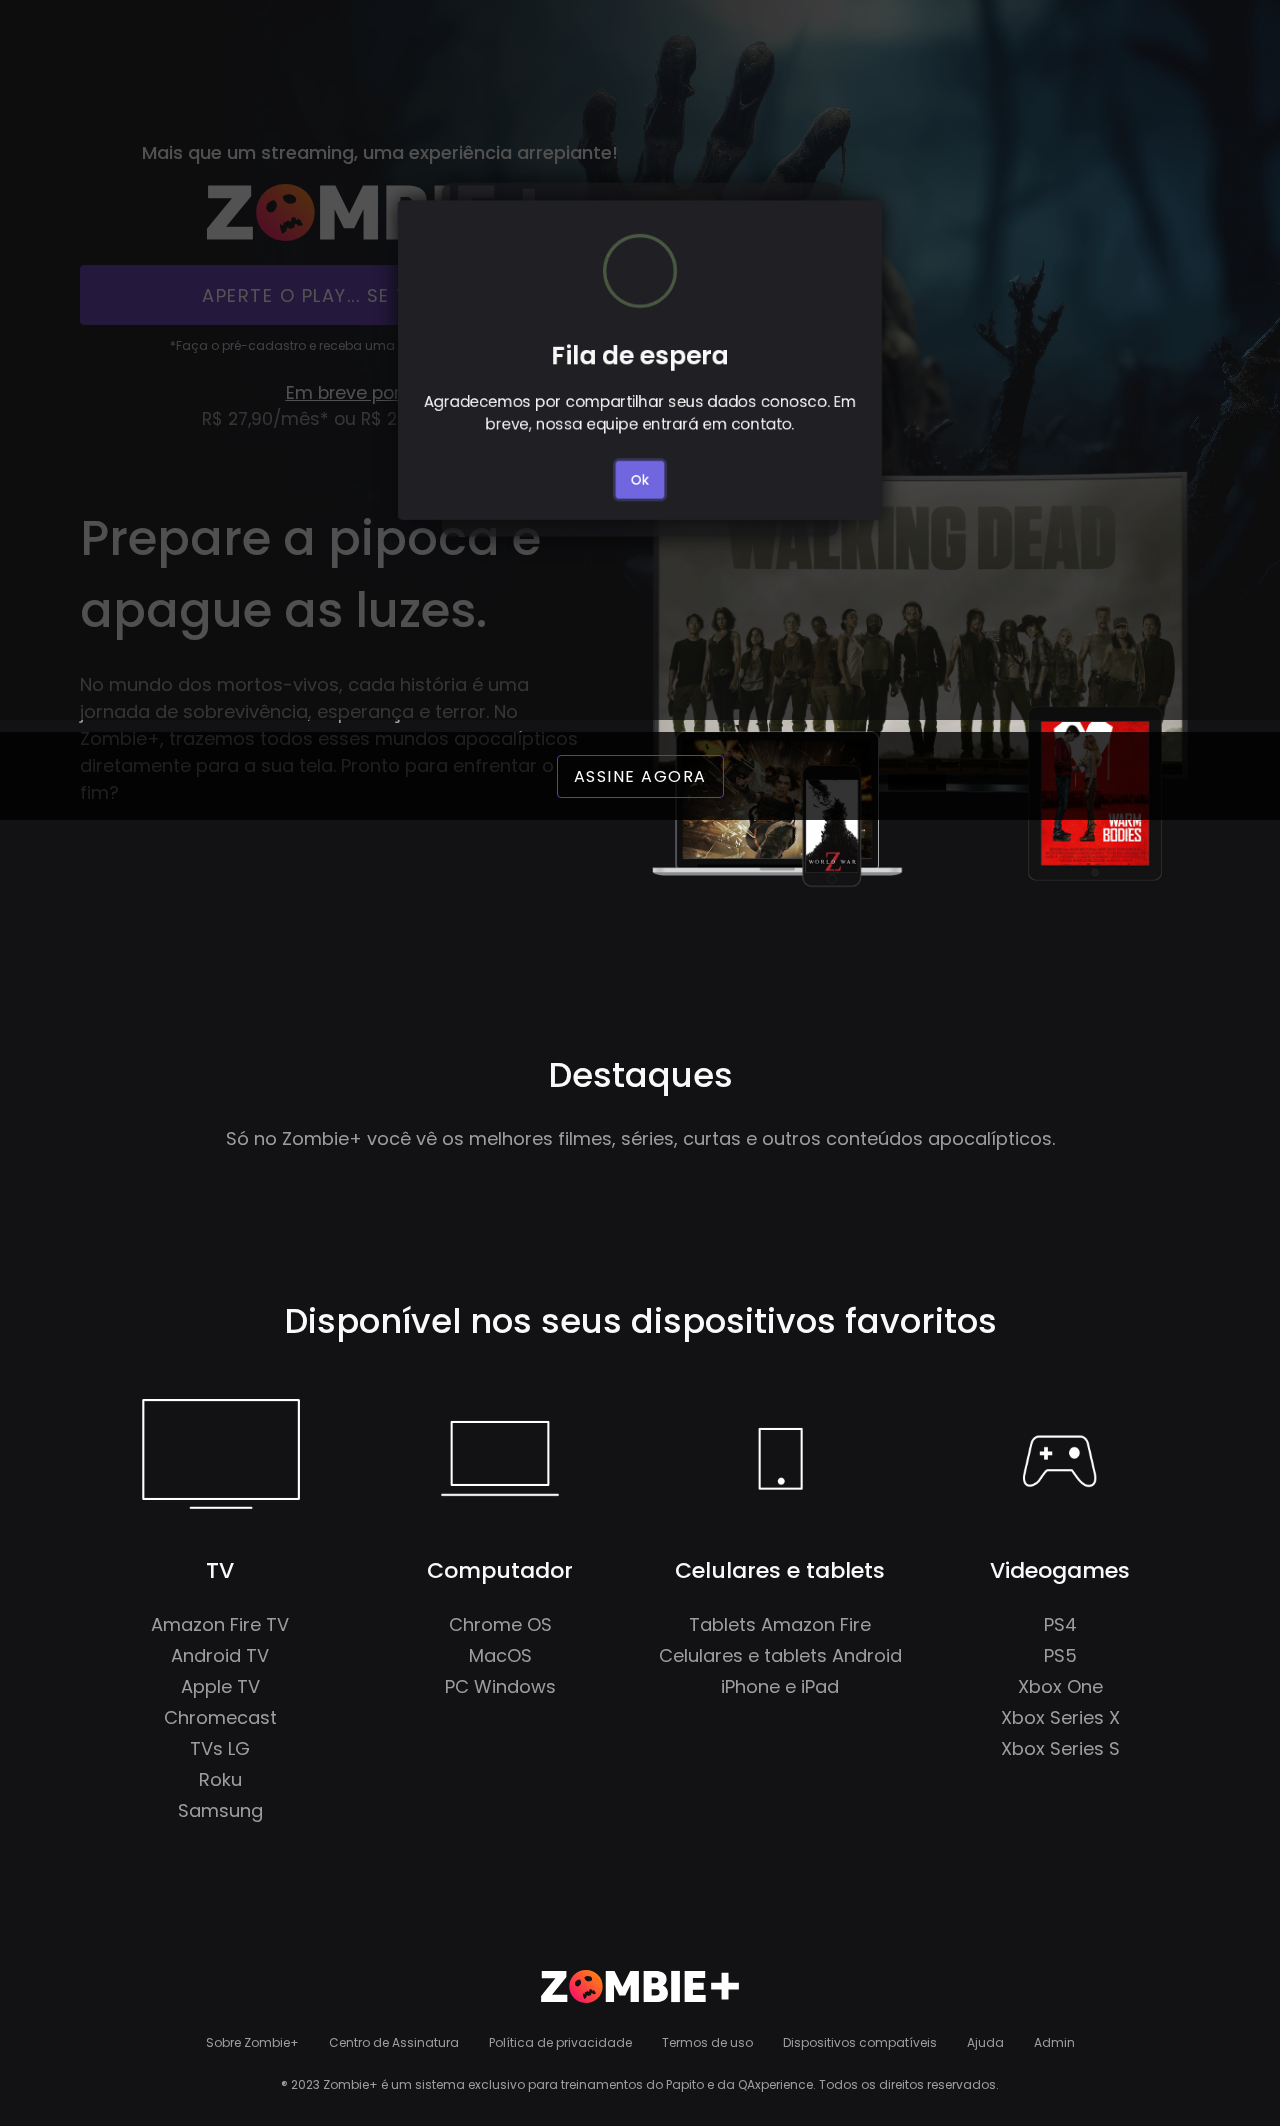 Mais que um streaming, uma experiência arrepiante!
ZOMBIE+
APERTE O PLAY... SE
*Faça o pré-cadastro e receba uma
Em breve por
R$ 27,90/mês* ou R$ 2
Fila de espera
Agradecemos por compartilhar seus dados conosco. Em
breve, nossa equipe entrará em contato.
Ok
Prepare a pipoca e
apague as luzes.
WALKING DEAD
No mundo dos mortos-vivos, cada história é uma
jornada de sobrevivência, esperança e terror. No
Zombie+, trazemos todos esses mundos apocalípticos
diretamente para a sua tela. Pronto para enfrentar o
fim?
ASSINE AGORA
WARM
BODIES
WORLD WAR
Z
Destaques
Só no Zombie+ você vê os melhores filmes, séries, curtas e outros conteúdos apocalípticos.
Disponível nos seus dispositivos favoritos
TV
Amazon Fire TV
Android TV
Apple TV
Chromecast
TVs LG
Roku
Samsung
Computador
Chrome OS
MacOS
PC Windows
Celulares e tablets
Tablets Amazon Fire
Celulares e tablets Android
iPhone e iPad
Videogames
PS4
PS5
Xbox One
Xbox Series X
Xbox Series S
ZOMBIE+
Sobre Zombie+ Centro de Assinatura Política de privacidade Termos de uso Dispositivos compatíveis Ajuda Admin
® 2023 Zombie+ é um sistema exclusivo para treinamentos do Papito e da QAxperience. Todos os direitos reservados.